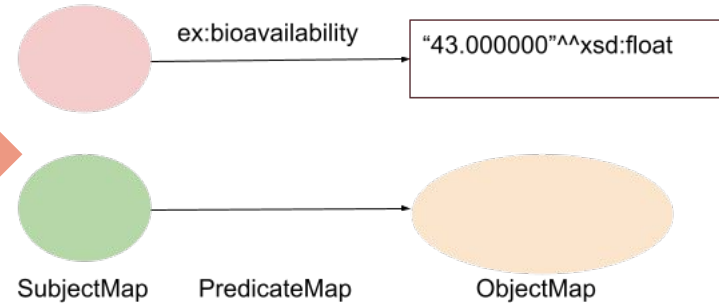 ex:bioavailability
“43.000000”^^xsd:float
SubjectMap PredicateMap ObjectMap